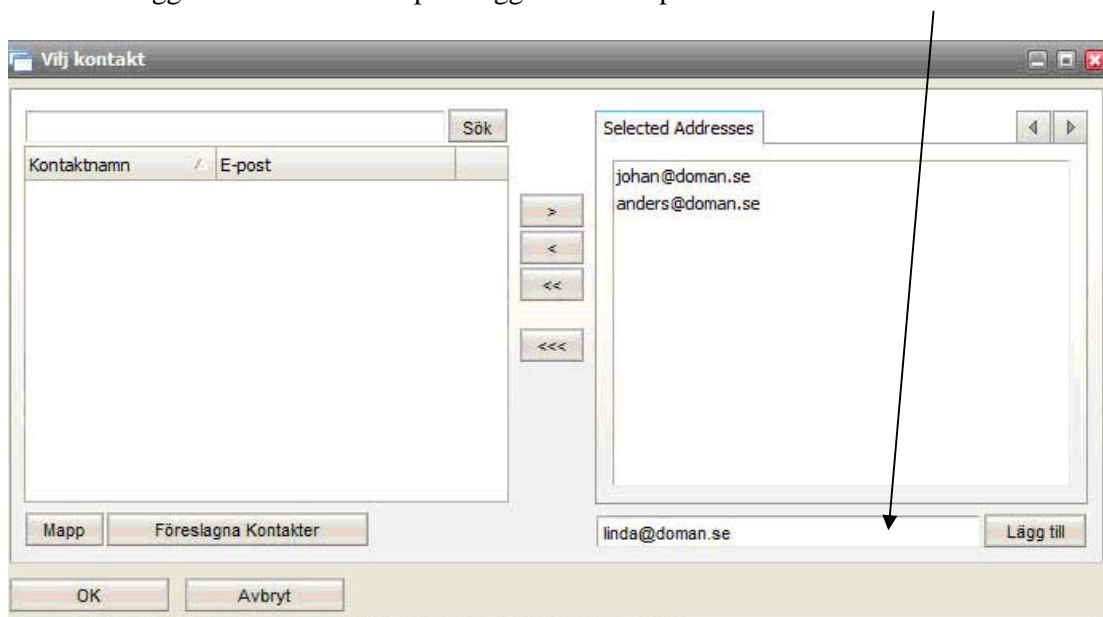 Vilj kontakt
Sök
Kontaktnamn / E-post
>
<
<<
<<<
Mapp Föreslagna Kontakter
Selected Addresses
johan@doman.se
anders@doman.se
linda@doman.se Lägg till
OK Avbryt